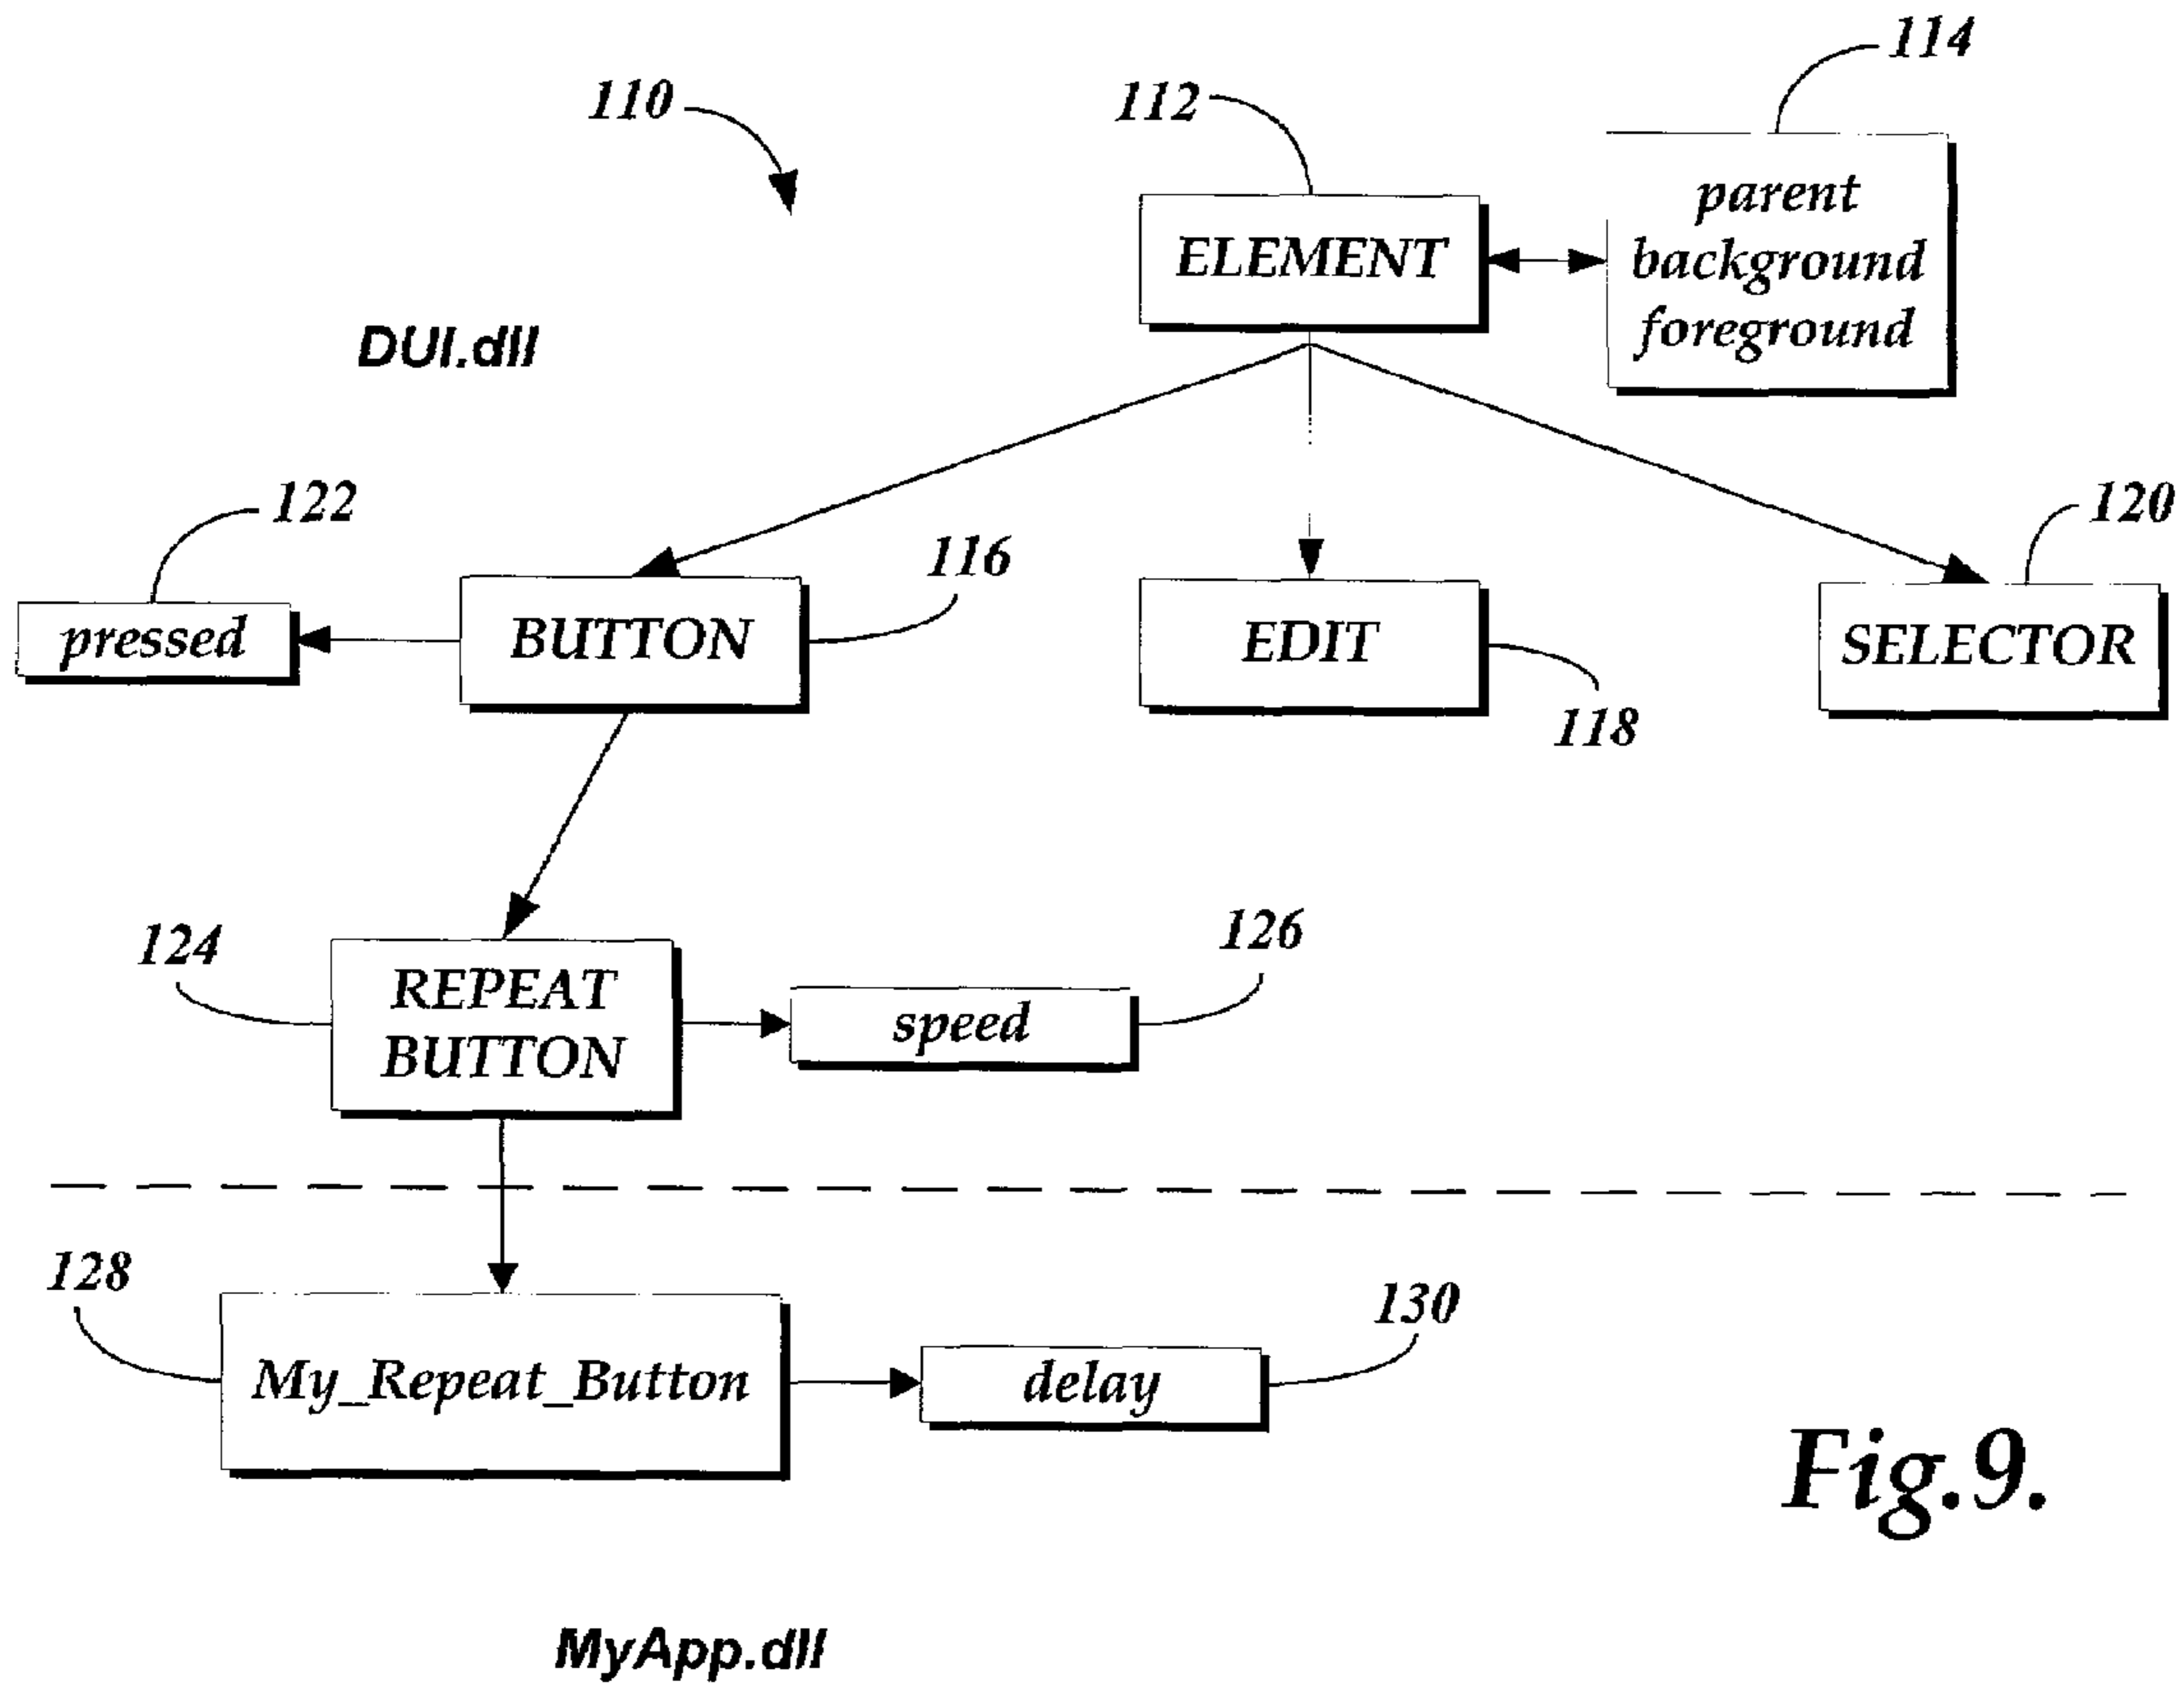 114
110
112
parent
background
foreground
ELEMENT
DUI.dll
122
116
120
pressed
BUTTON
EDIT
SELECTOR
118
124
126
REPEAT
BUTTON
speed
128
130
My_Repeat_Button
delay
Fig.9.
MyApp.dll